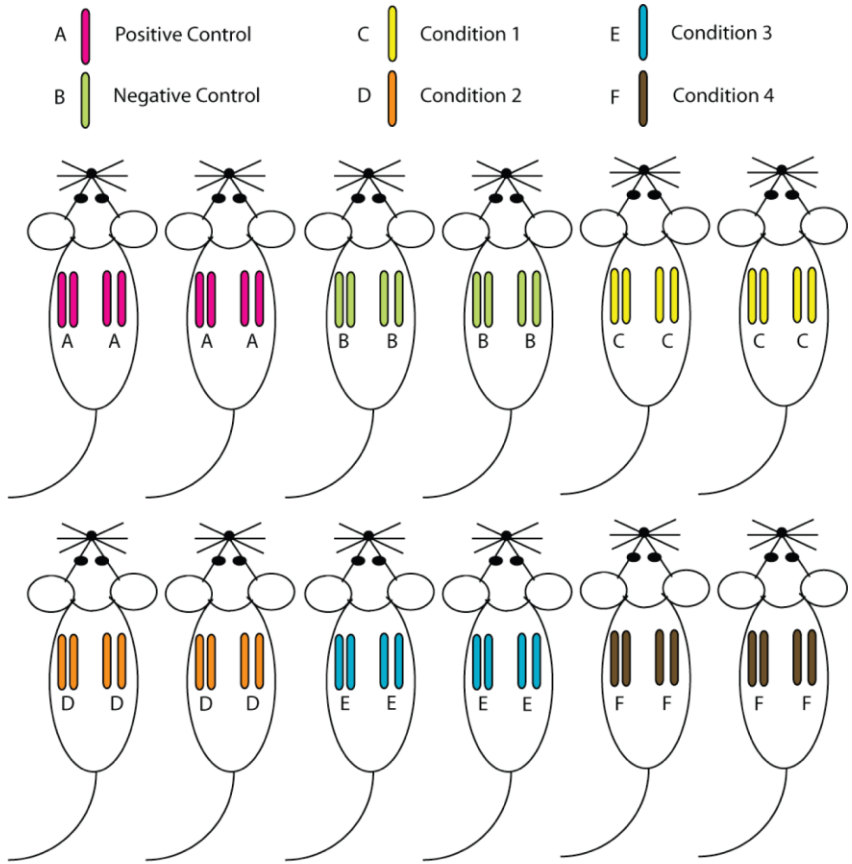 A Positive Control C Condition 1 E Condition 3
B Negative Control D Condition 2 F Condition 4
A A A A B B B B C C C C
D D D D E E E E F F F F